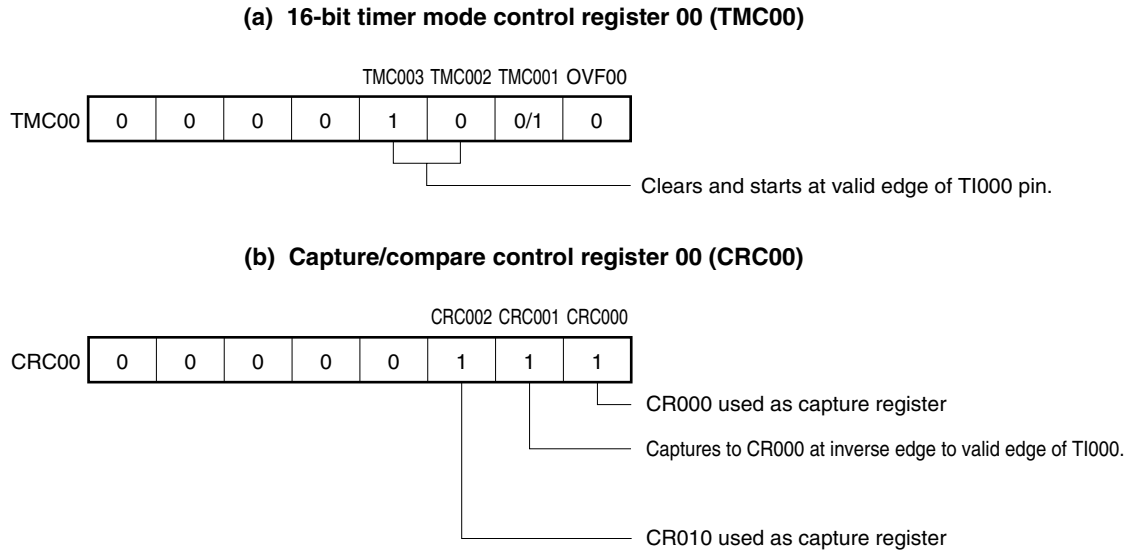 (a) 16-bit timer mode control register 00 (TMC00)
TMC003 TMC002 TMC001 OVF00
TMC00 0 0 0 0 1 0 0/1 0
Clears and starts at valid edge of TI000 pin.
(b) Capture/compare control register 00 (CRC00)
CRC002 CRC001 CRC000
CRC00 0 0 0 0 0 1 1 1
CR000 used as capture register
Captures to CR000 at inverse edge to valid edge of TI000.
CR010 used as capture register